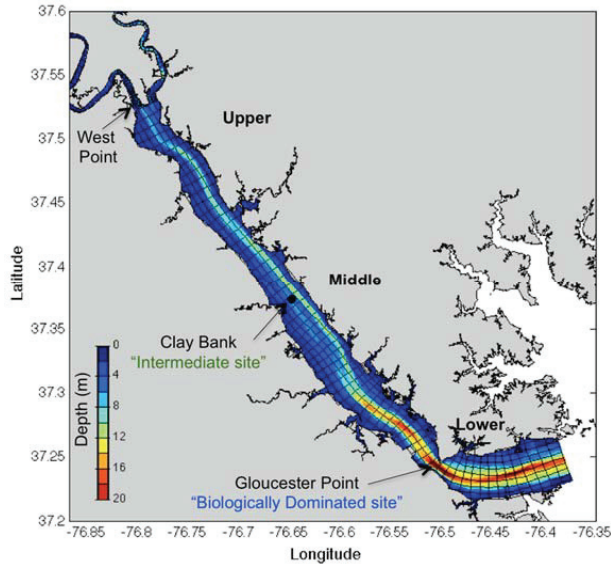 37.6
37.55
37.5
37.45
37.4
37.35
37.3
37.25
37.2
Latitude
West
Point
Upper
Middle
Clay Bank
“Intermediate site”
Lower
Gloucester Point
“Biologically Dominated site”
0
4
8
12
16
20
Depth (m)
-76.85 -76.8 -76.75 -76.7 -76.65 -76.6 -76.55 -76.5 -76.45 -76.4 -76.35
Longitude